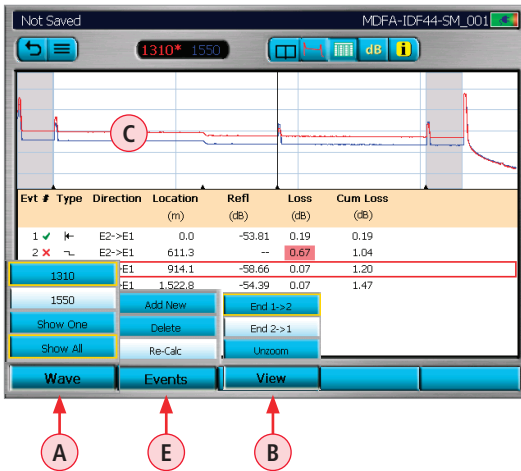 Not Saved MDFA-IDF44-SM_001
1310* 1550 dB i
C
Evt # Type Direction Location Refl Loss Cum Loss
(m) (dB) (dB) (dB)
1 E2->E1 0.0 -53.81 0.19 0.19
2 E2->E1 611.3 -- 0.67 1.04
->E1 914.1 -58.66 0.07 1.20
->E1 1,522.8 -54.39 0.07 1.47
1310
1550 Add New End 1->2
Show One Delete End 2->1
Show All Re-Calc Unzoom
Wave Events View
A E B